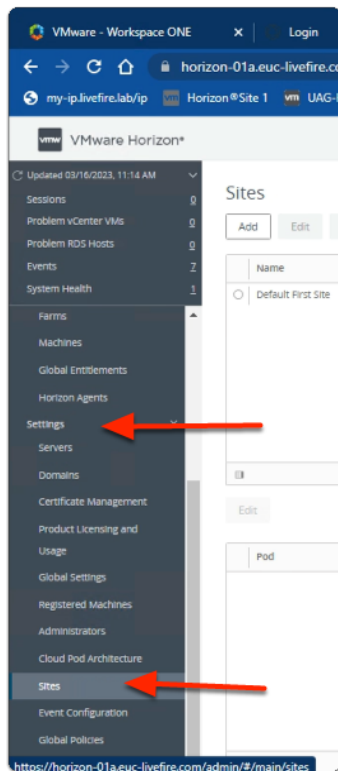 VMware - Workspace ONE
Login
horizon-01a.euc-livefire.co
my-ip.livefire.lab/ip
Horizon®Site 1
vm UAG-
vmw VMware Horizon®
Updated 03/16/2023, 11:14 AM
Sessions 0
Problem vCenter VMs 0
Problem RDS Hosts 0
Events 7
System Health 1
Farms
Machines
Global Entitlements
Horizon Agents
Settings
Servers
Domains
Certificate Management
Product Licensing and
Usage
Global Settings
Registered Machines
Administrators
Cloud Pod Architecture
Sites
Event Configuration
Global Policies
https://horizon-01a.euc-livefire.com/admin/#/main/sites
Sites
Add
Edit
Name
Default First Site
Edit
Pod